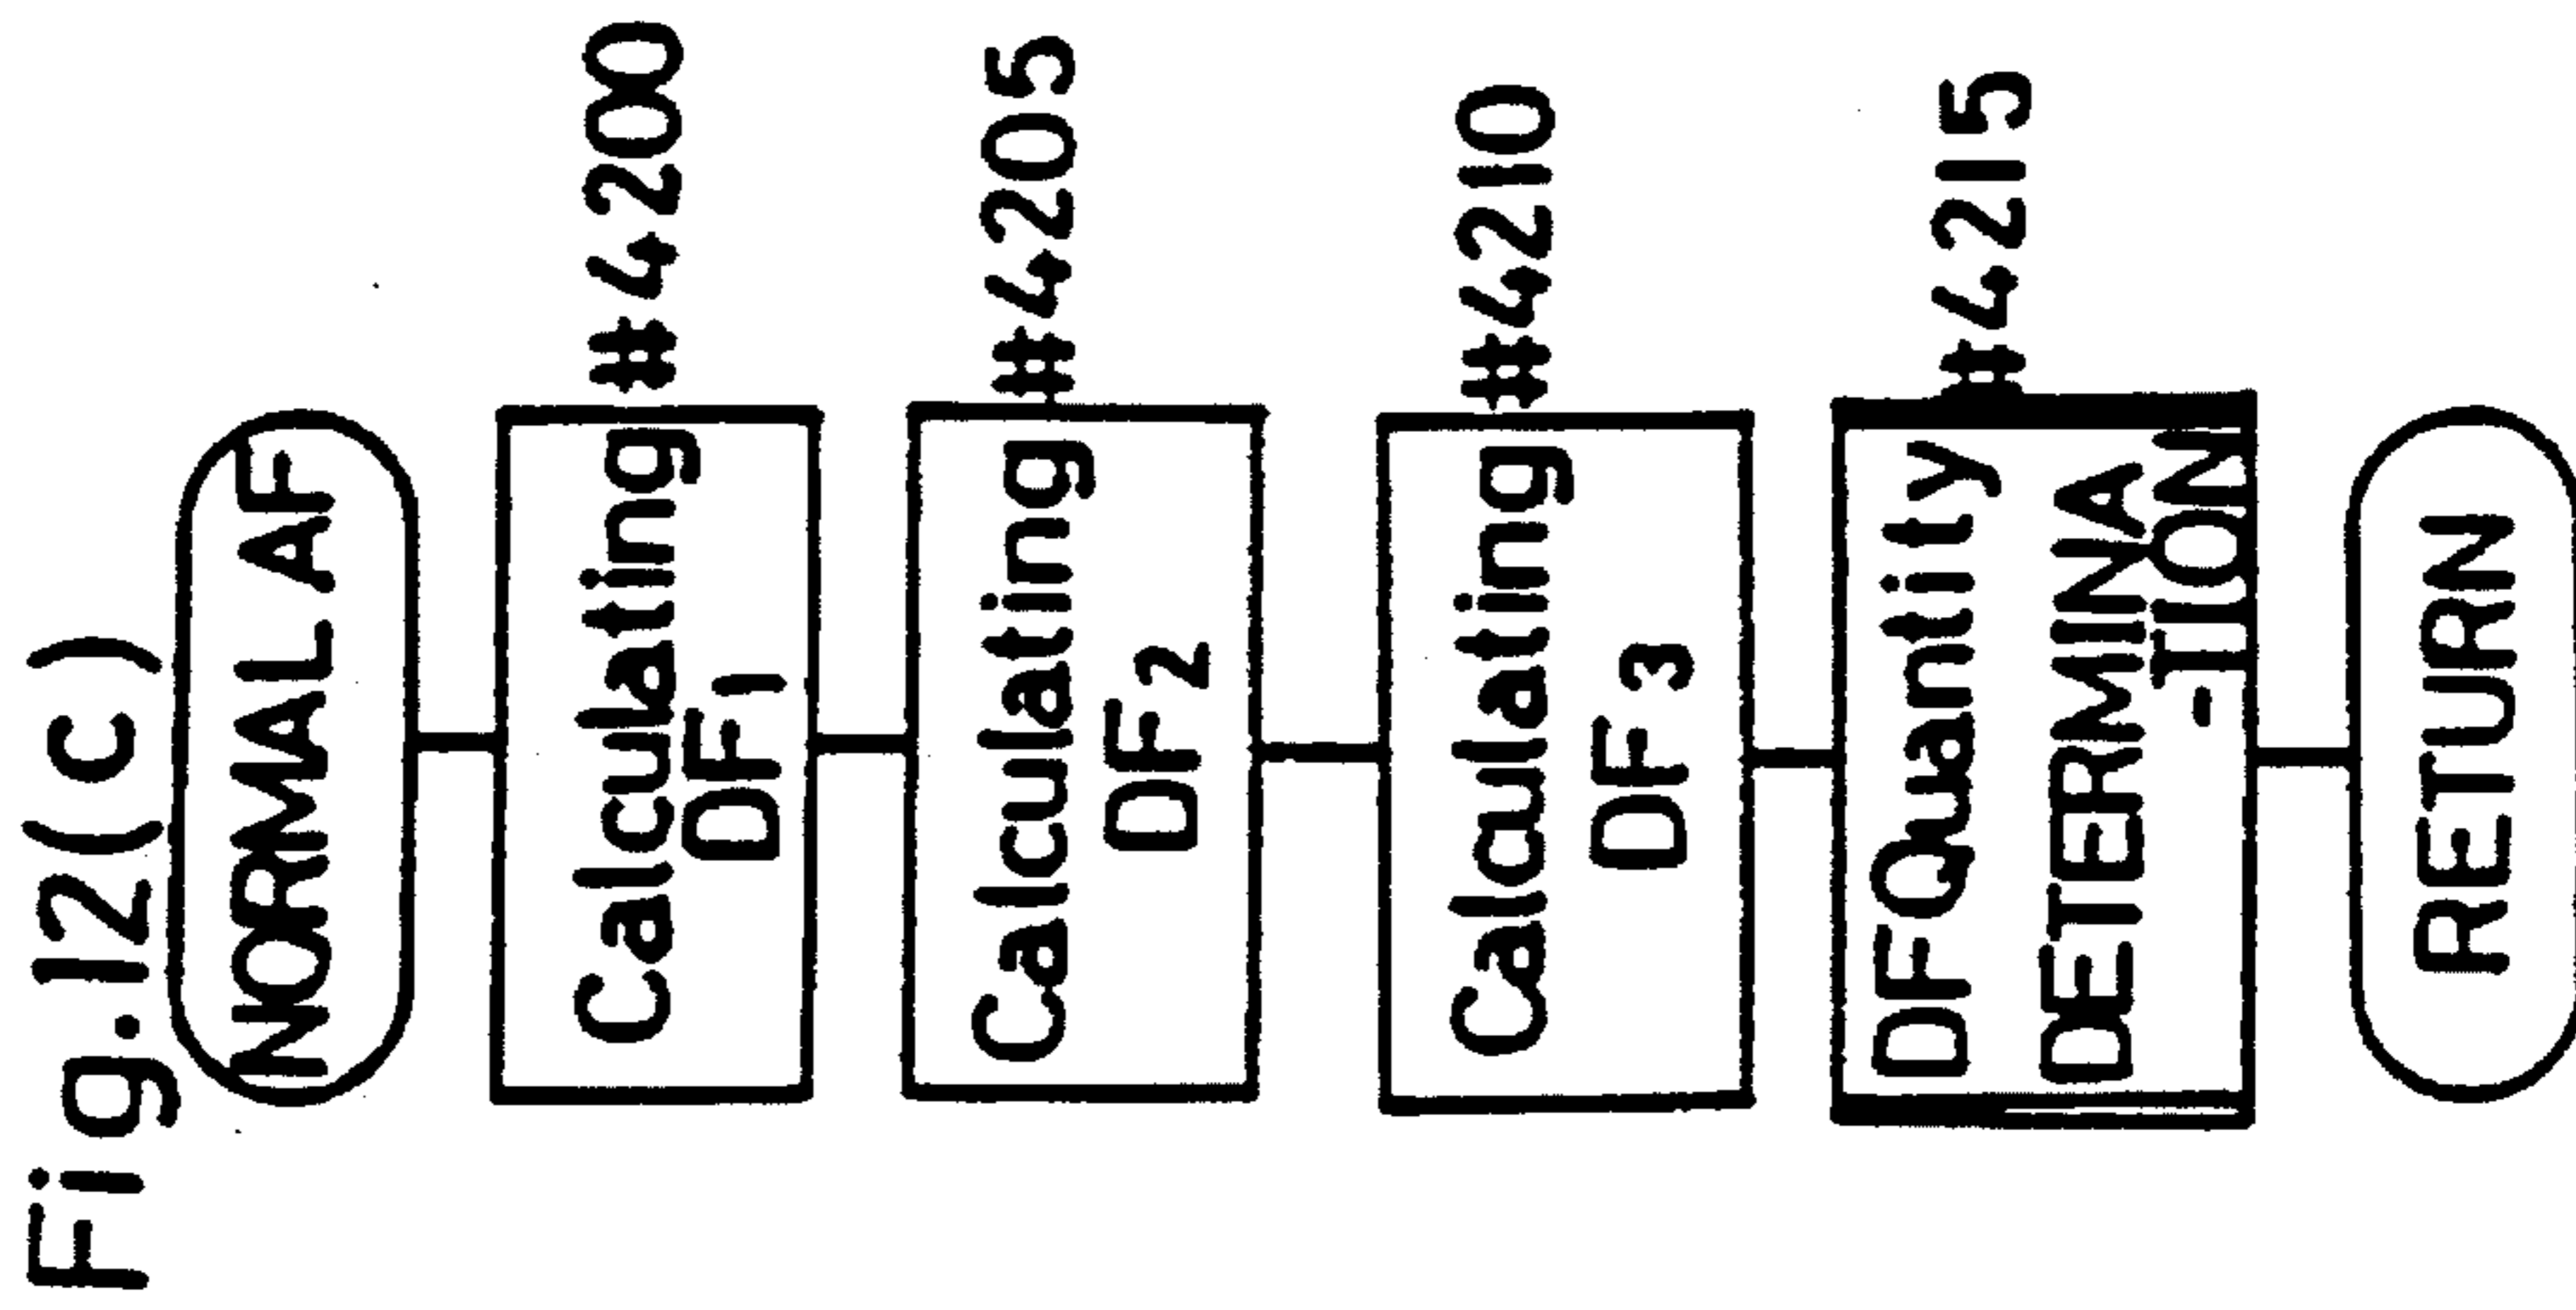 Fig.12(c)
NORMAL AF
Calculating
DF1
#4200
Calculating
DF2
#4205
Calculating
DF3
#4210
DFQuantity
DETERMINA
-TION
#4215
RETURN